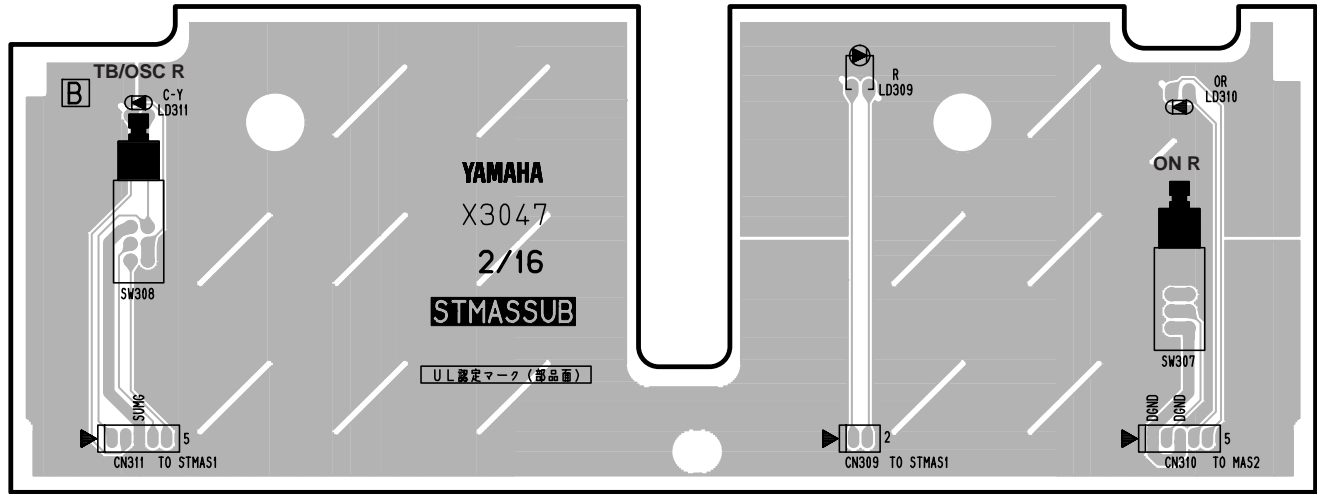 TB/OSC R
B
C-Y
LD311
R
LD309
OR
LD310
ON R
YAMAHA
X3047
2/16
STMASSUB
SW308
SW307
UL認定マーク (部品面)
SUMG
DGND
DGND
5
2
5
CN311 TO STMAS1
CN309 TO STMAS1
CN310 TO MAS2